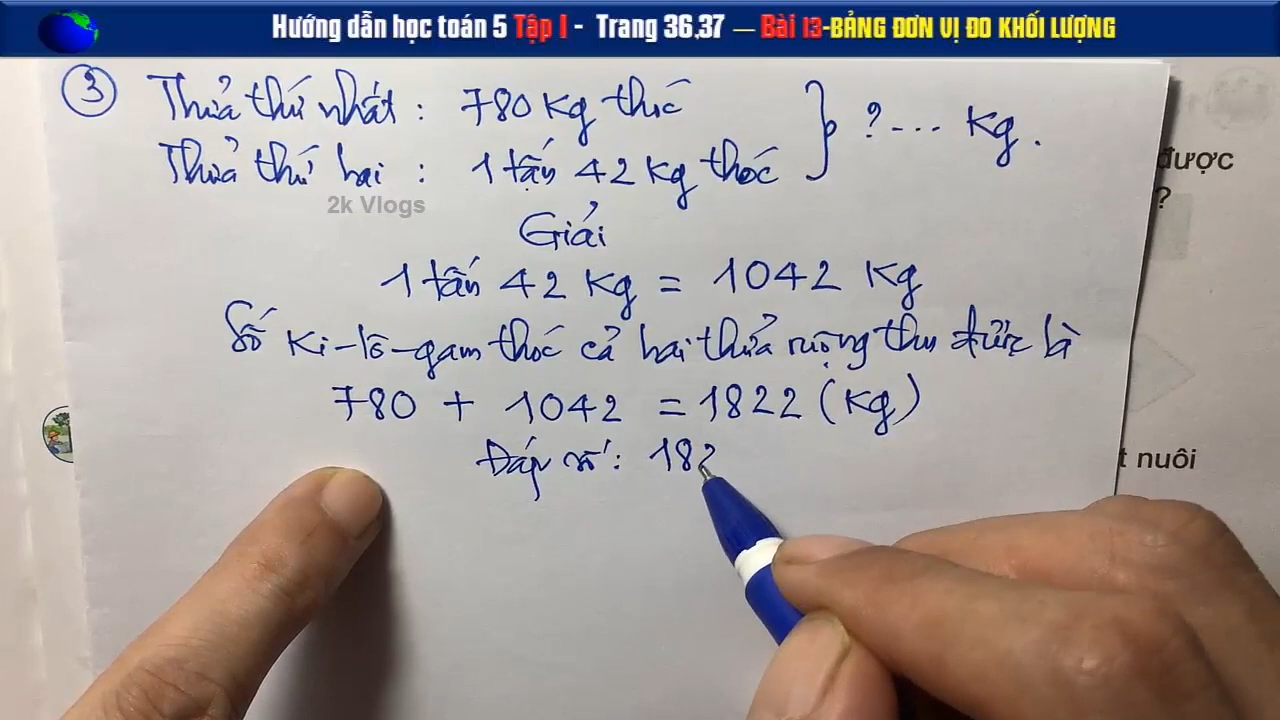 Hướng dẫn học toán 5 Tập I - Trang 36,37 – Bài 13-BẢNG ĐƠN VỊ ĐO KHỐI LƯỢNG
3 Thửa thứ nhất : 780 Kg thóc
Thửa thứ hai : 1 tấn 42 Kg thóc
? .... Kg.
2k Vlogs
Giải
1 tấn 42 Kg = 1042 Kg
Số Ki-lô-gam thóc cả hai thửa ruộng thu được là
780 + 1042 = 1822 (Kg)
Đáp số: 182
được
?
t nuôi